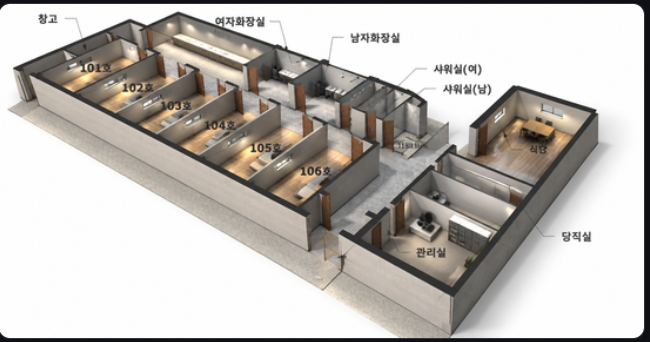 창고
여자화장실
남자화장실
샤워실(여)
샤워실(남)
101호
102호
103호
104호
105호
106호
식당
당직실
관리실